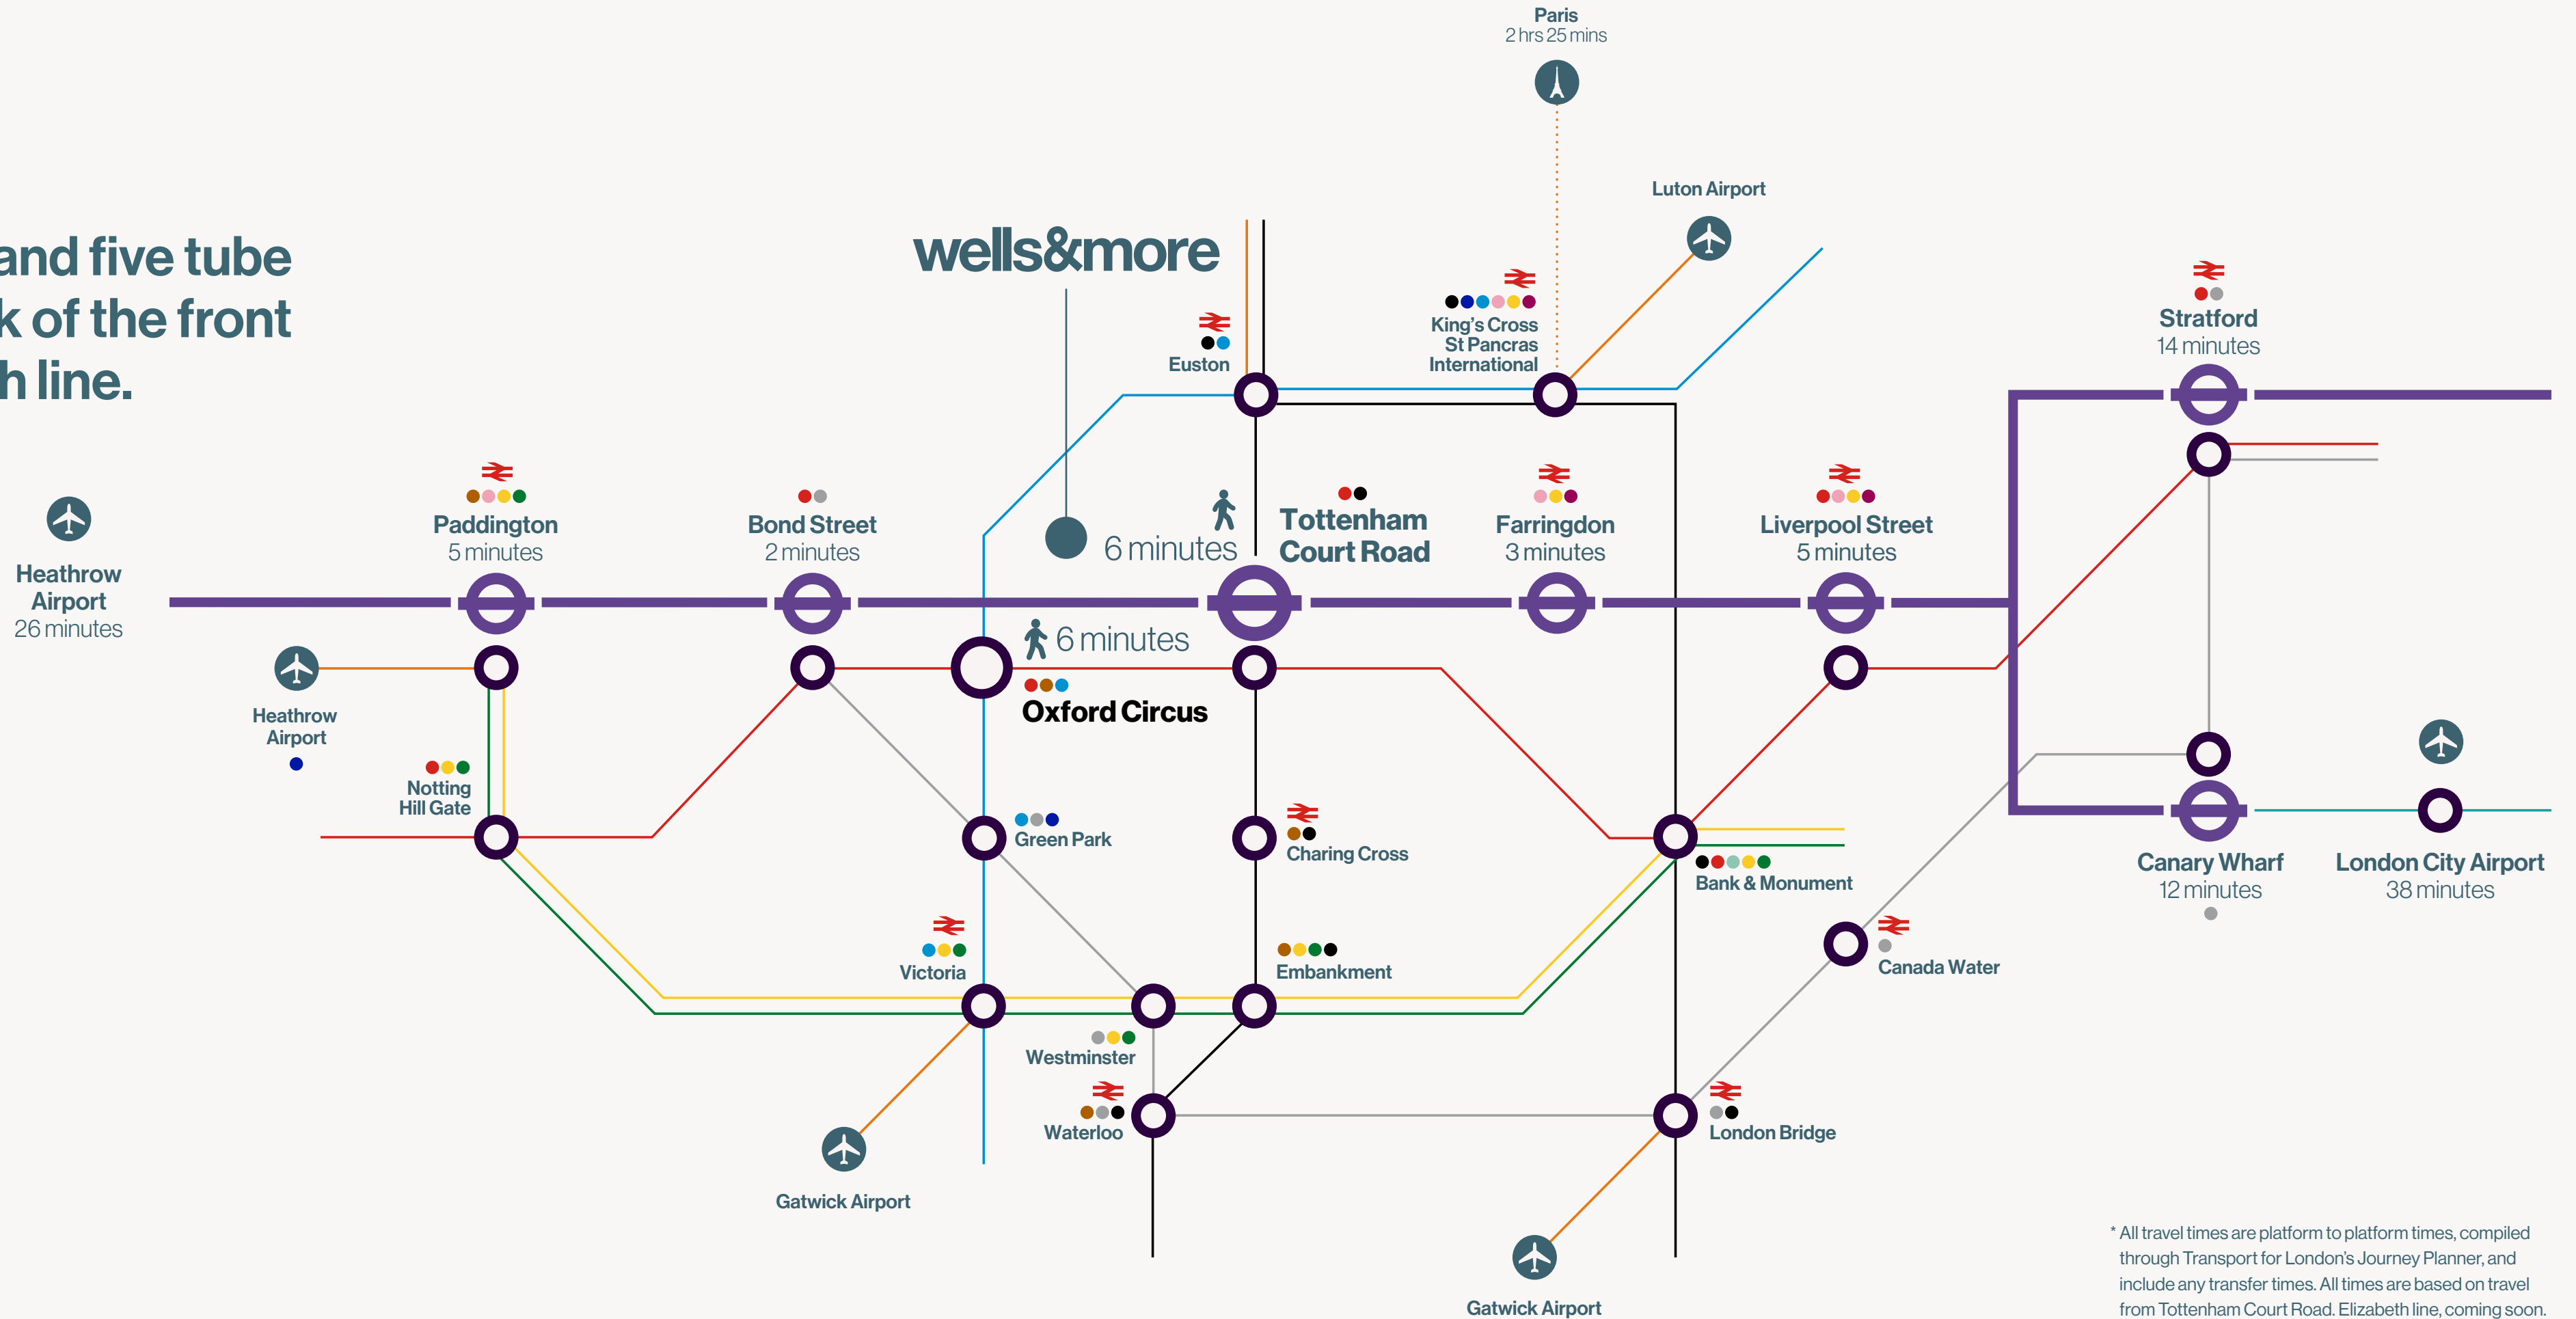 and five tube
k of the front
h line.
Paris
2 hrs 25 mins
Luton Airport
wells&more
Euston
King's Cross
St Pancras
International
Stratford
14 minutes
Heathrow
Airport
26 minutes
Paddington
5 minutes
Bond Street
2 minutes
6 minutes
Tottenham
Court Road
Farringdon
3 minutes
Liverpool Street
5 minutes
6 minutes
Oxford Circus
Heathrow
Airport
Notting
Hill Gate
Green Park
Charing Cross
Bank & Monument
Canary Wharf
12 minutes
London City Airport
38 minutes
Victoria
Embankment
Canada Water
Westminster
Waterloo
London Bridge
Gatwick Airport
Gatwick Airport
* All travel times are platform to platform times, compiled
through Transport for London's Journey Planner, and
include any transfer times. All times are based on travel
from Tottenham Court Road. Elizabeth line, coming soon.